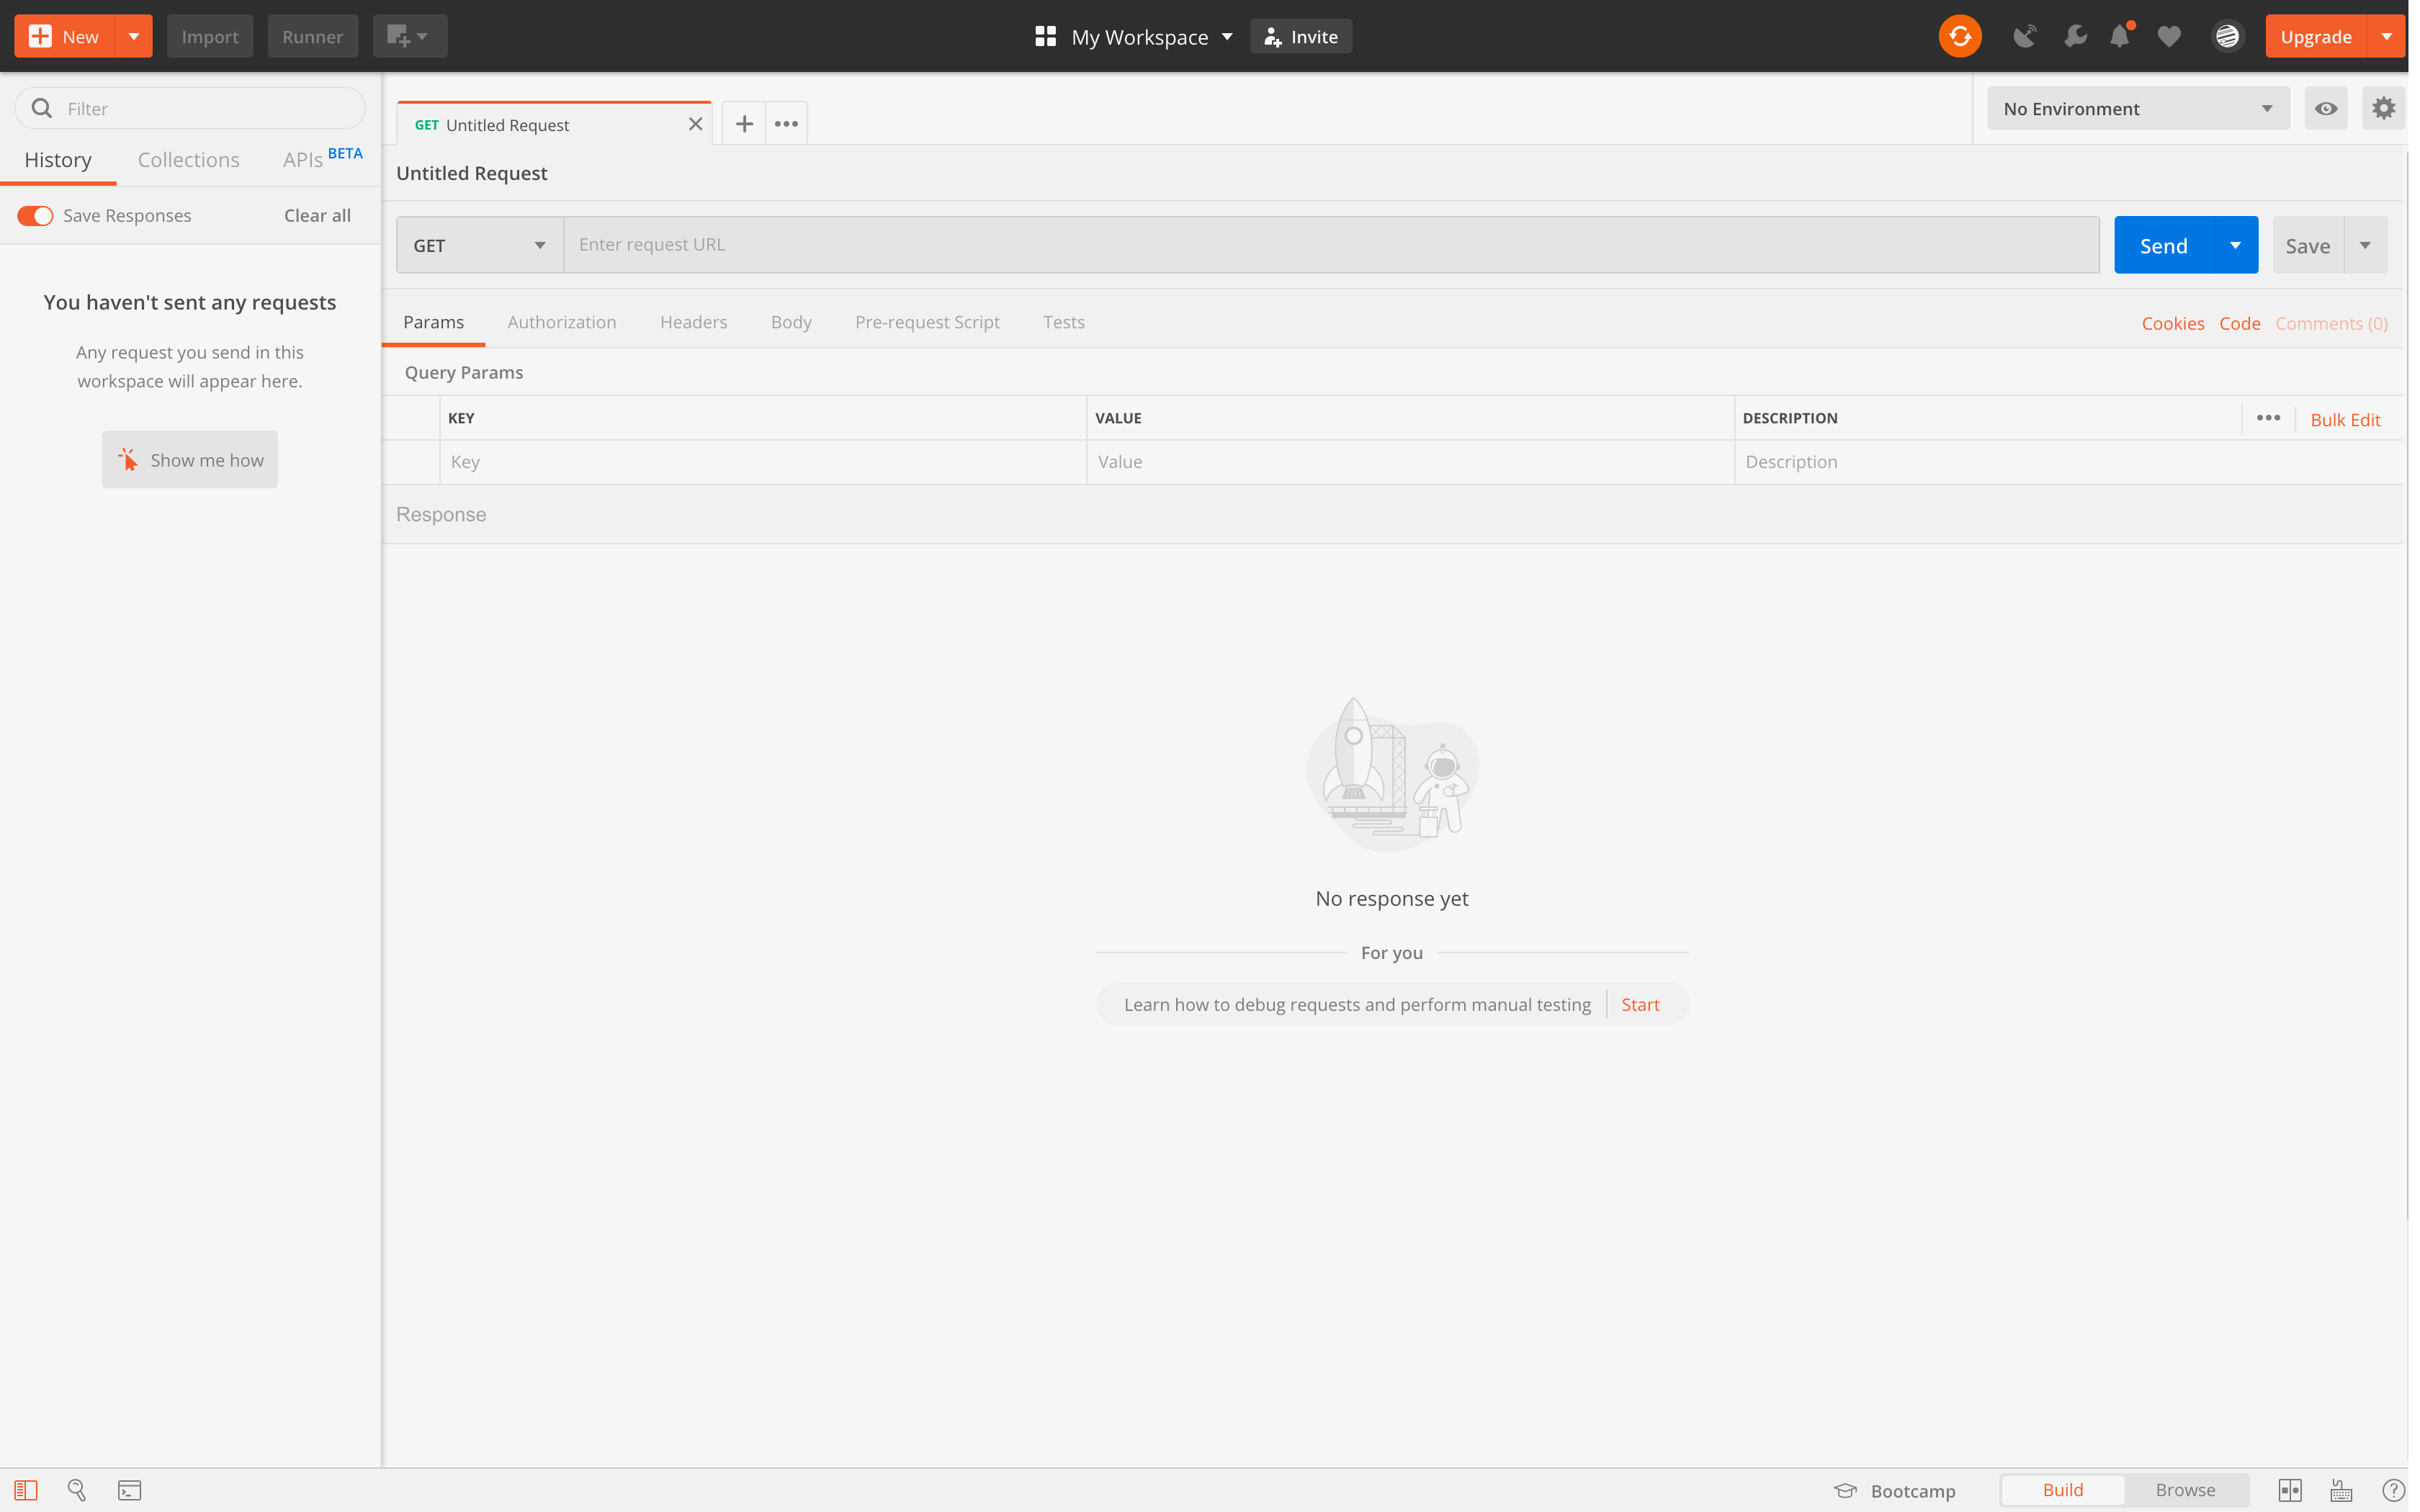 New
Import
Runner
My Workspace
Invite
Upgrade
Filter
History
Collections
APIs BETA
Save Responses
Clear all
You haven't sent any requests
Any request you send in this
workspace will appear here.
Show me how
GET Untitled Request
No Environment
Untitled Request
GET
Enter request URL
Send
Save
Params
Authorization
Headers
Body
Pre-request Script
Tests
Cookies
Code
Comments (0)
Query Params
KEY
VALUE
DESCRIPTION
Bulk Edit
Key
Value
Description
Response
No response yet
For you
Learn how to debug requests and perform manual testing
Start
Bootcamp
Build
Browse